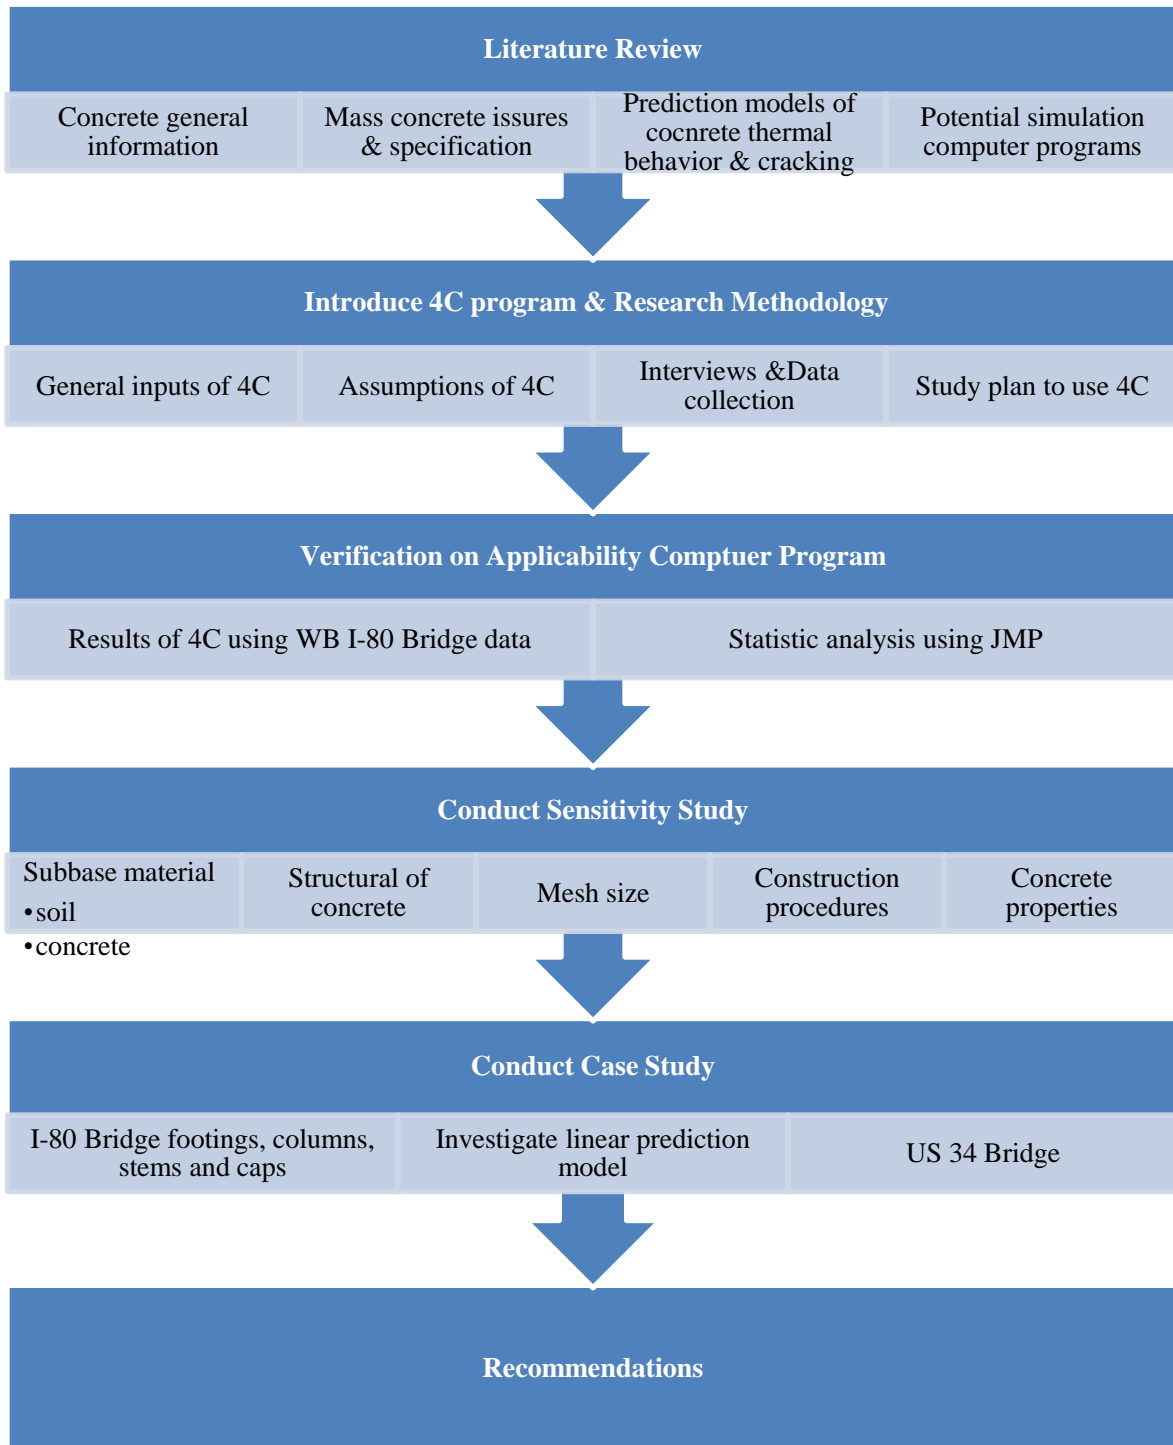 Literature Review
Concrete general
information
Mass concrete issures
& specification
Prediction models of
cocnrete thermal
behavior & cracking
Potential simulation
computer programs
Introduce 4C program & Research Methodology
General inputs of 4C
Assumptions of 4C
Interviews &Data
collection
Study plan to use 4C
Verification on Applicability Comptuer Program
Results of 4C using WB I-80 Bridge data
Statistic analysis using JMP
Conduct Sensitivity Study
Subbase material
•soil
•concrete
Structural of
concrete
Mesh size
Construction
procedures
Concrete
properties
Conduct Case Study
I-80 Bridge footings, columns,
stems and caps
Investigate linear prediction
model
US 34 Bridge
Recommendations